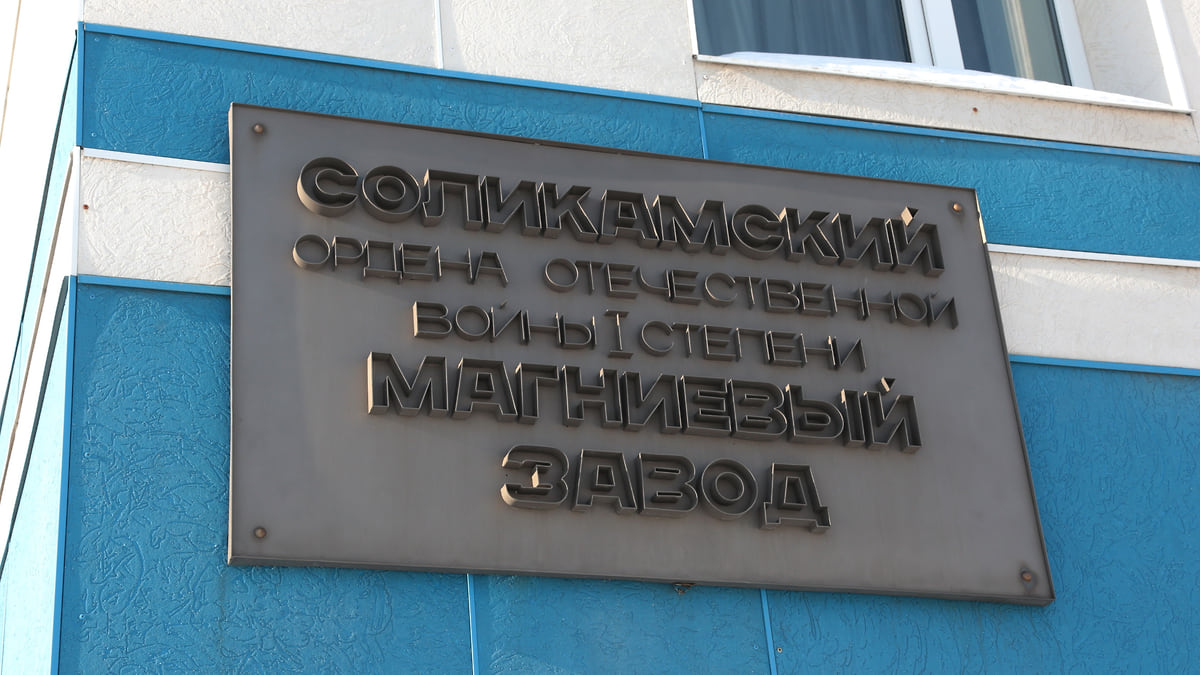 СОЛИКАМСКИЙ
ОРДЕНА ОТЕЧЕСТВЕННОЙ
ВОЙНЫ I СТЕПЕНИ
МАГНИЕВЫЙ
ЗАВОД